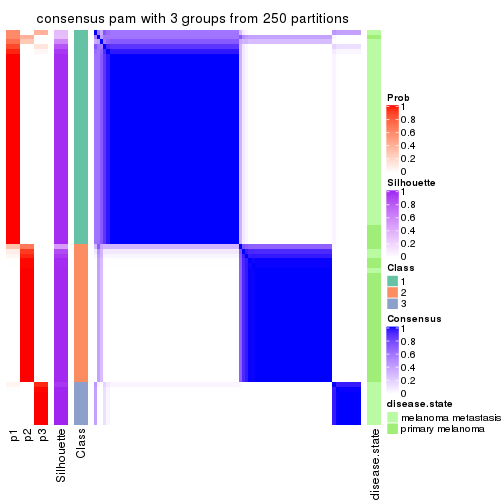 consensus pam with 3 groups from 250 partitions
Prob
1
0.8
0.6
0.4
0.2
0
Silhouette
1
0.8
0.6
0.4
0.2
0
Class
1
2
3
Consensus
1
0.8
0.6
0.4
0.2
0
disease.state
melanoma metastasis
primary melanoma
p1
p2
p3
Silhouette
Class
disease.state